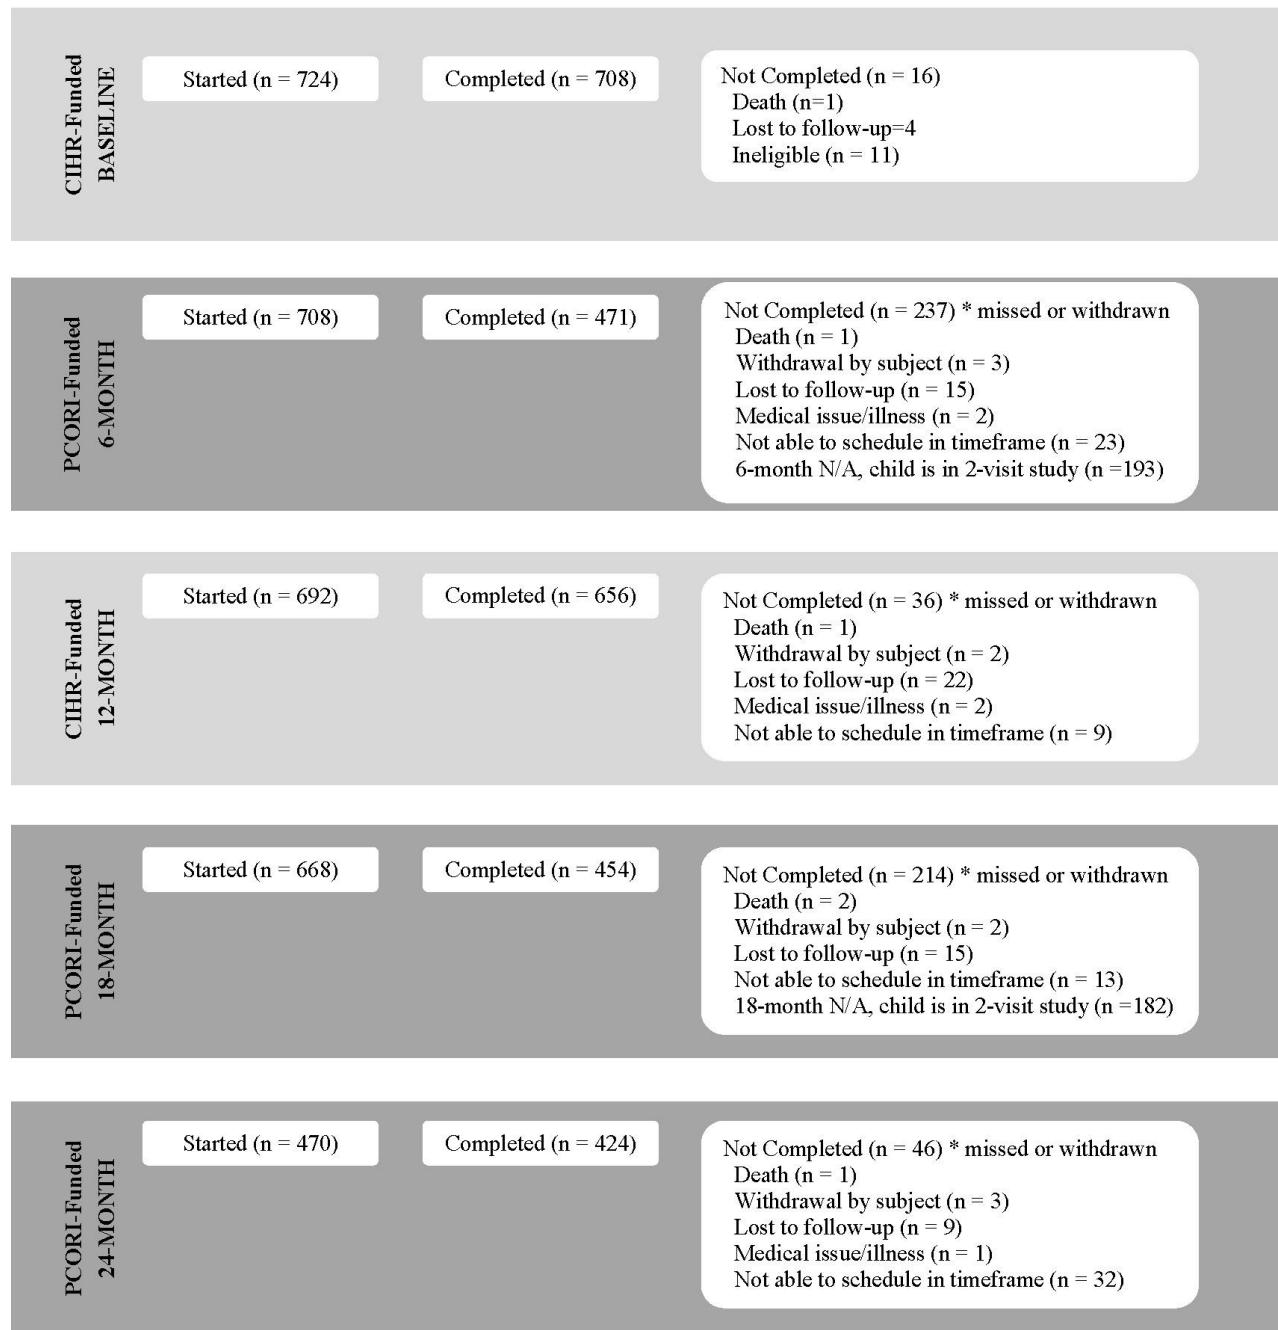 CIHR-Funded
BASELINE
Started (n = 724)
Completed (n = 708)
Not Completed (n = 16)
Death (n=1)
Lost to follow-up=4
Ineligible (n = 11)
PCORI-Funded
6-MONTH
Started (n = 708)
Completed (n = 471)
Not Completed (n = 237) * missed or withdrawn
Death (n = 1)
Withdrawal by subject (n = 3)
Lost to follow-up (n = 15)
Medical issue/illness (n = 2)
Not able to schedule in timeframe (n = 23)
6-month N/A, child is in 2-visit study (n =193)
CIHR-Funded
12-MONTH
Started (n = 692)
Completed (n = 656)
Not Completed (n = 36) * missed or withdrawn
Death (n = 1)
Withdrawal by subject (n = 2)
Lost to follow-up (n = 22)
Medical issue/illness (n = 2)
Not able to schedule in timeframe (n = 9)
PCORI-Funded
18-MONTH
Started (n = 668)
Completed (n = 454)
Not Completed (n = 214) * missed or withdrawn
Death (n = 2)
Withdrawal by subject (n = 2)
Lost to follow-up (n = 15)
Not able to schedule in timeframe (n = 13)
18-month N/A, child is in 2-visit study (n =182)
PCORI-Funded
24-MONTH
Started (n = 470)
Completed (n = 424)
Not Completed (n = 46) * missed or withdrawn
Death (n = 1)
Withdrawal by subject (n = 3)
Lost to follow-up (n = 9)
Medical issue/illness (n = 1)
Not able to schedule in timeframe (n = 32)